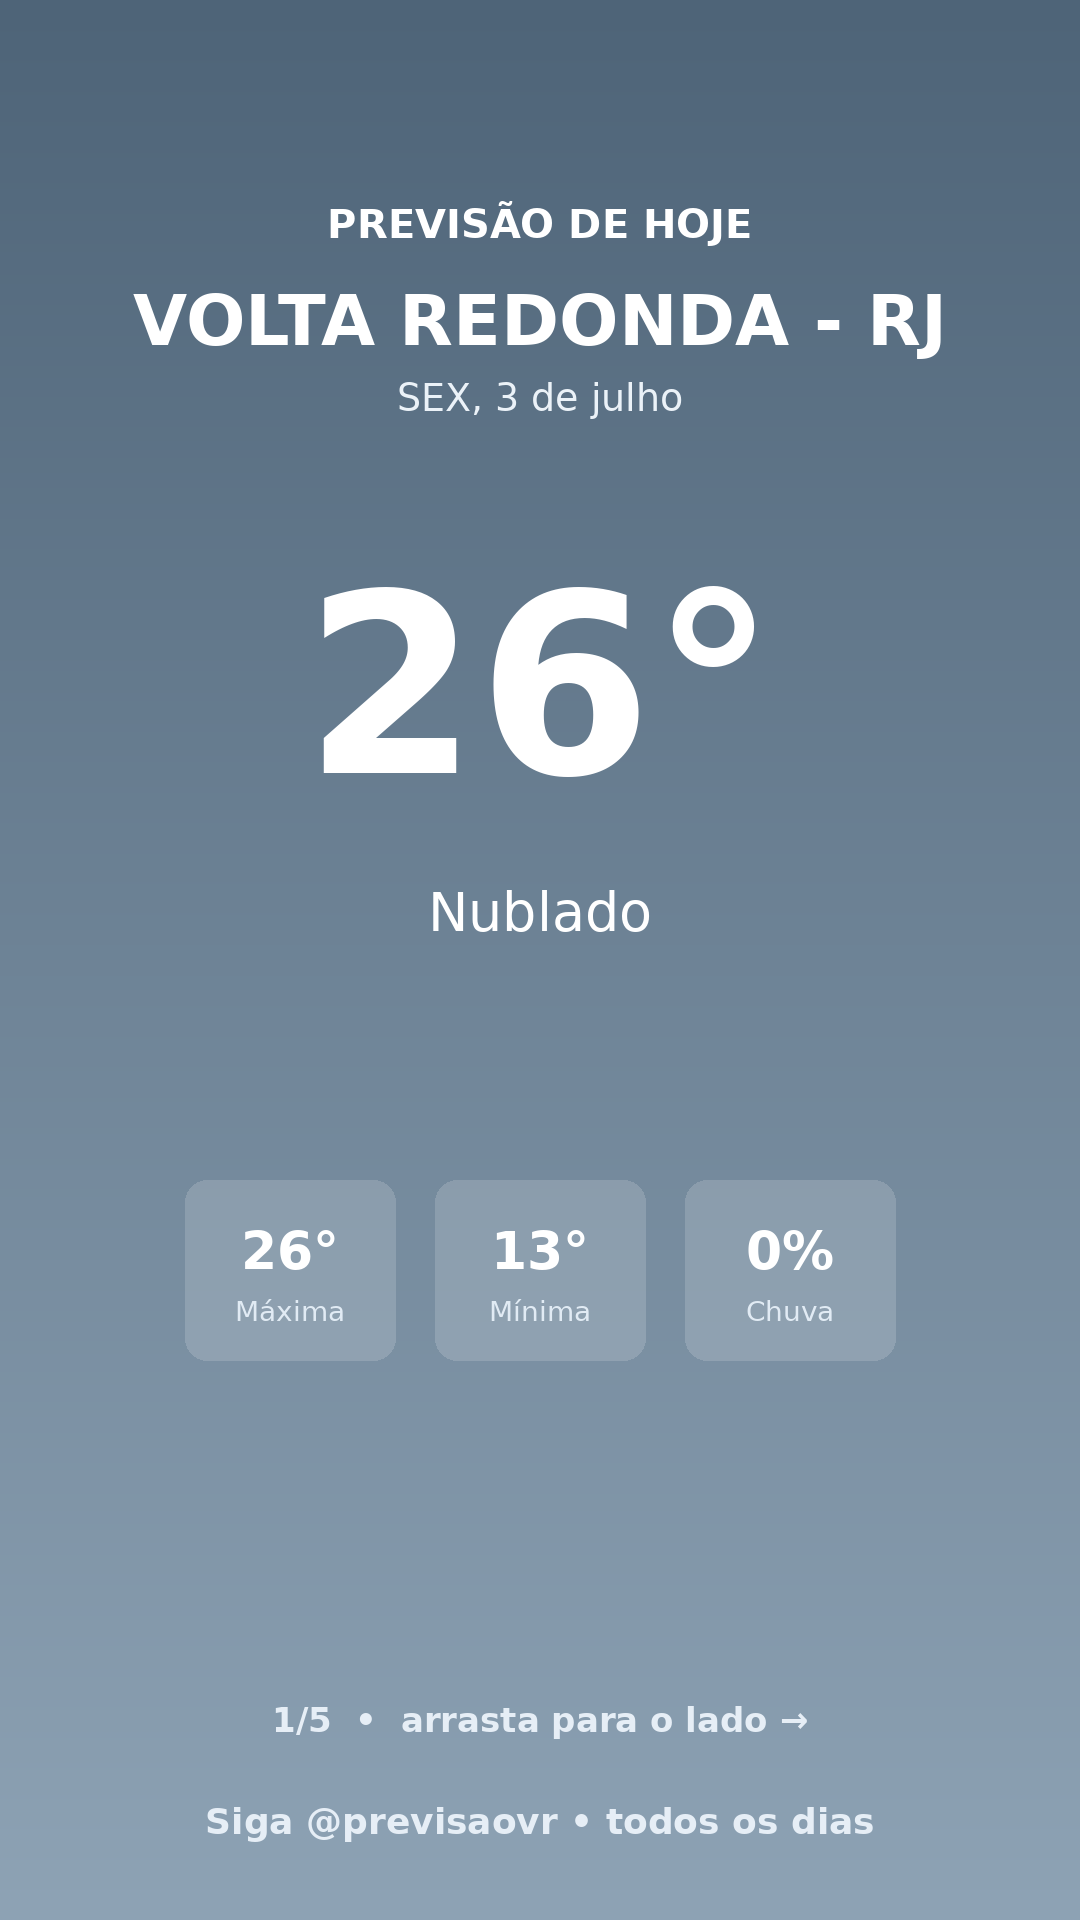 PREVISÃO DE HOJE
VOLTA REDONDA - RJ
SEX, 3 de julho
26°
Nublado
26°
Máxima
13°
Mínima
0%
Chuva
1/5 • arrasta para o lado →
Siga @previsaovr • todos os dias